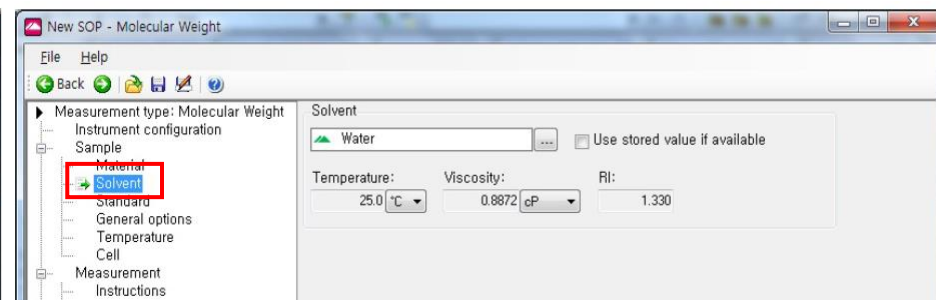 New SOP - Molecular Weight
File Help
Back
Measurement type: Molecular Weight
Instrument configuration
Sample
Material
Solvent
Standard
General options
Temperature
Cell
Measurement
Instructions
Solvent
Water ... Use stored value if available
Temperature: Viscosity: RI:
25.0 °C 0.8872 cP 1.330